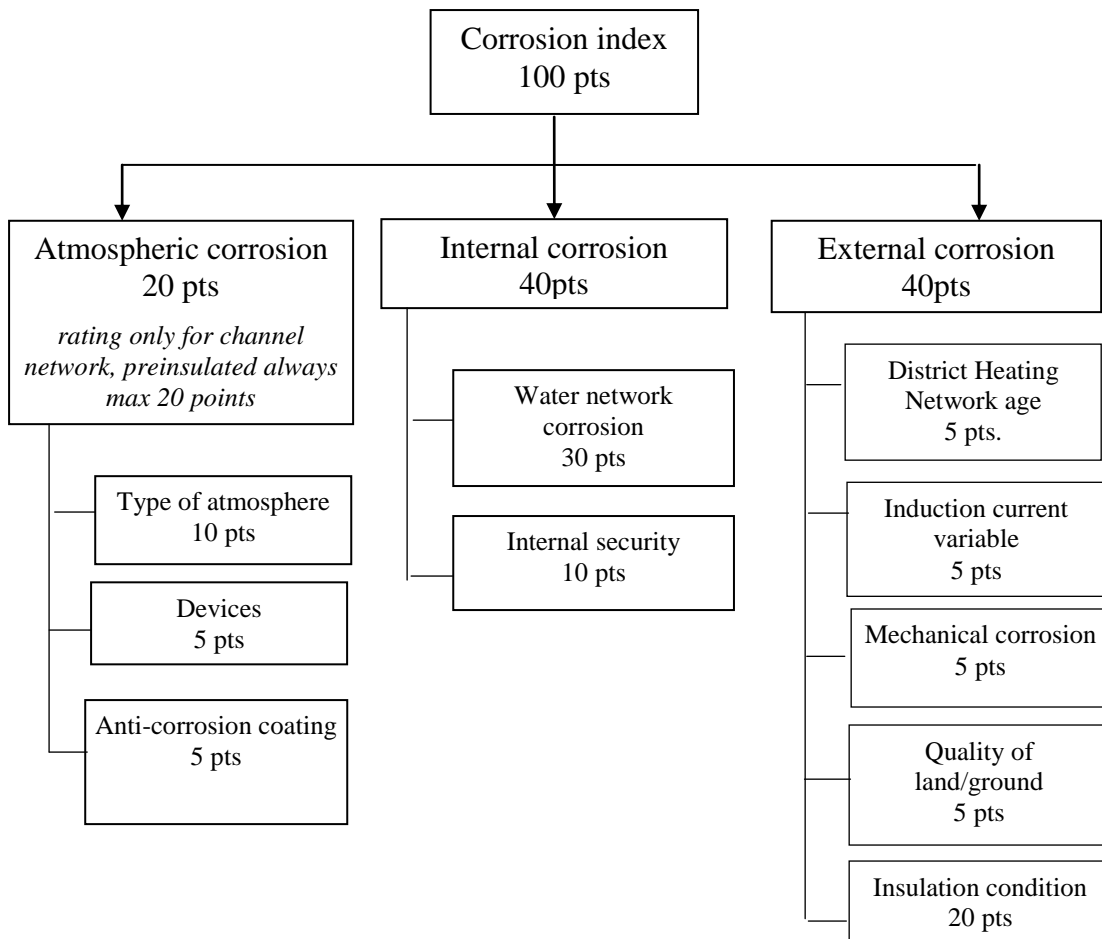 Corrosion index
100 pts
Atmospheric corrosion
20 pts
rating only for channel
network, preinsulated always
max 20 points
Type of atmosphere
10 pts
Devices
5 pts
Anti-corrosion coating
5 pts
Internal corrosion
40pts
Water network
corrosion
30 pts
Internal security
10 pts
External corrosion
40pts
District Heating
Network age
5 pts.
Induction current
variable
5 pts
Mechanical corrosion
5 pts
Quality of
land/ground
5 pts
Insulation condition
20 pts